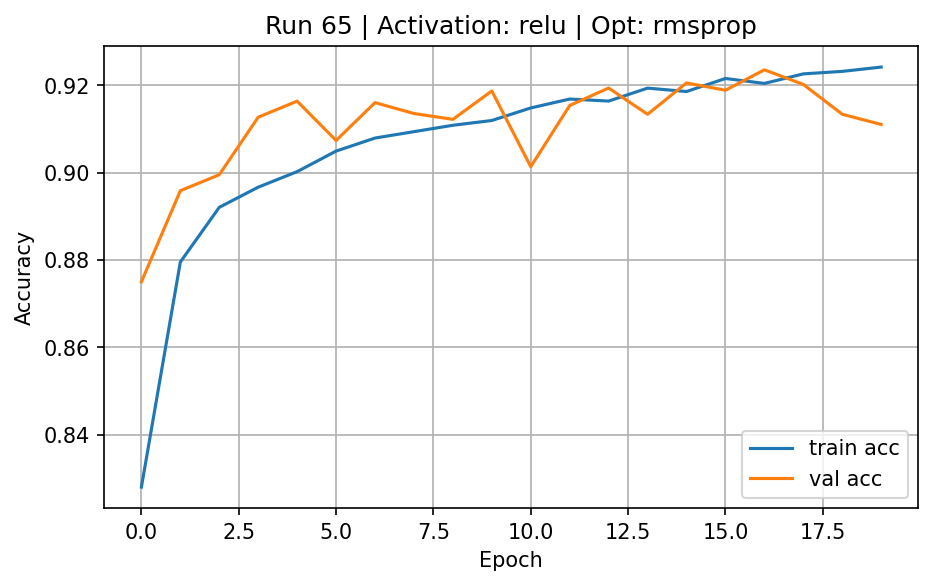 Run 65 | Activation: relu | Opt: rmsprop
0.92
0.90
0.88
0.86
0.84
Accuracy
train acc
val acc
0.0 2.5 5.0 7.5 10.0 12.5 15.0 17.5
Epoch